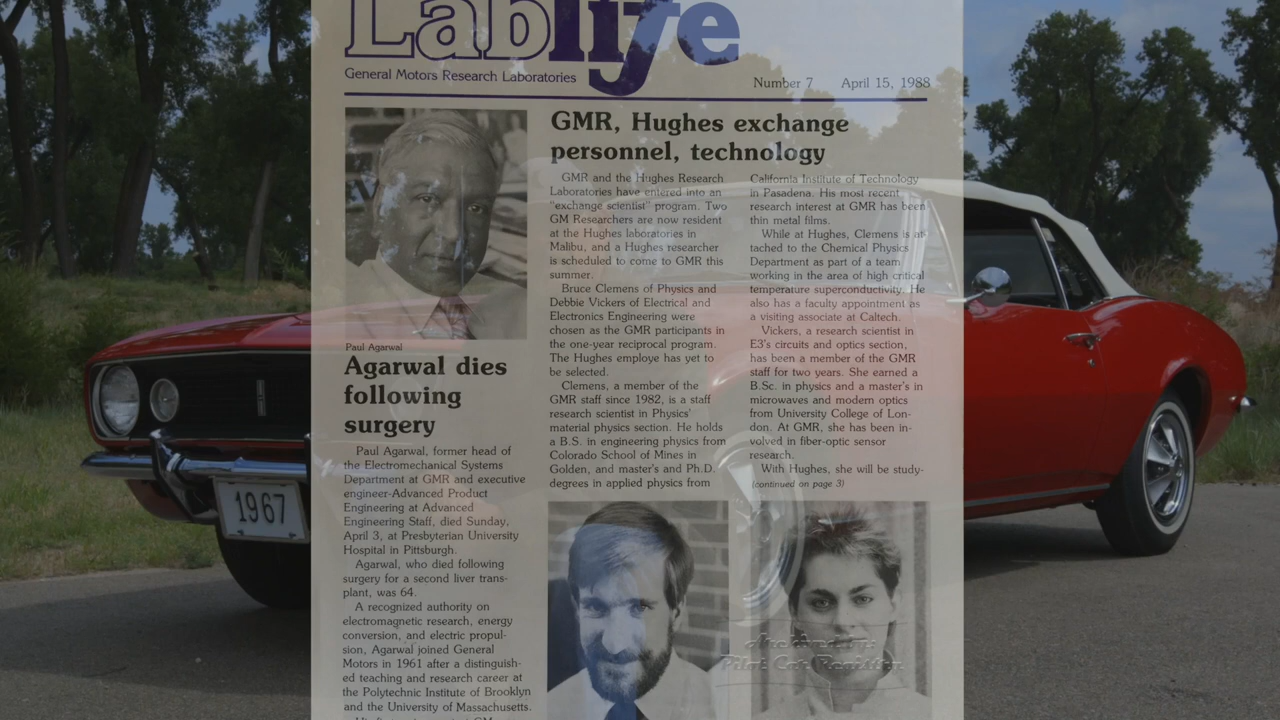 Lablife
General Motors Research Laboratories
Number 7 April 15, 1988
Paul Agarwal
Agarwal dies
following
surgery
Paul Agarwal, former head of
the Electromechanical Systems
Department at GMR and executive
engineer-Advanced Product
Engineering at Advanced
Engineering Staff, died Sunday,
April 3, at Presbyterian University
Hospital in Pittsburgh.
Agarwal, who died following
surgery for a second liver trans-
plant, was 64.
A recognized authority on
electromagnetic research, energy
conversion, and electric propul-
sion, Agarwal joined General
Motors in 1961 after a distinguish-
ed teaching and research career at
the Polytechnic Institute of Brooklyn
and the University of Massachusetts.
GMR, Hughes exchange
personnel, technology
GMR and the Hughes Research
Laboratories have entered into an
"exchange scientist" program. Two
GM Researchers are now resident
at the Hughes laboratories in
Malibu, and a Hughes researcher
is scheduled to come to GMR this
summer.
Bruce Clemens of Physics and
Debbie Vickers of Electrical and
Electronics Engineering were
chosen as the GMR participants in
the one-year reciprocal program.
The Hughes employe has yet to
be selected.
Clemens, a member of the
GMR staff since 1982, is a staff
research scientist in Physics'
material physics section. He holds
a B.S. in engineering physics from
Colorado School of Mines in
Golden, and master's and Ph.D.
degrees in applied physics from
California Institute of Technology
in Pasadena. His most recent
research interest at GMR has been
thin metal films.
While at Hughes, Clemens is at-
tached to the Chemical Physics
Department as part of a team
working in the area of high critical
temperature superconductivity. He
also has a faculty appointment as
a visiting associate at Caltech.
Vickers, a research scientist in
E3's circuits and optics section,
has been a member of the GMR
staff for two years. She earned a
B.Sc. in physics and a master's in
microwaves and modern optics
from University College of Lon-
don. At GMR, she has been in-
volved in fiber-optic sensor
research.
With Hughes, she will be study-
(continued on page 3)
1967
Archived by
Pilot Car Registry